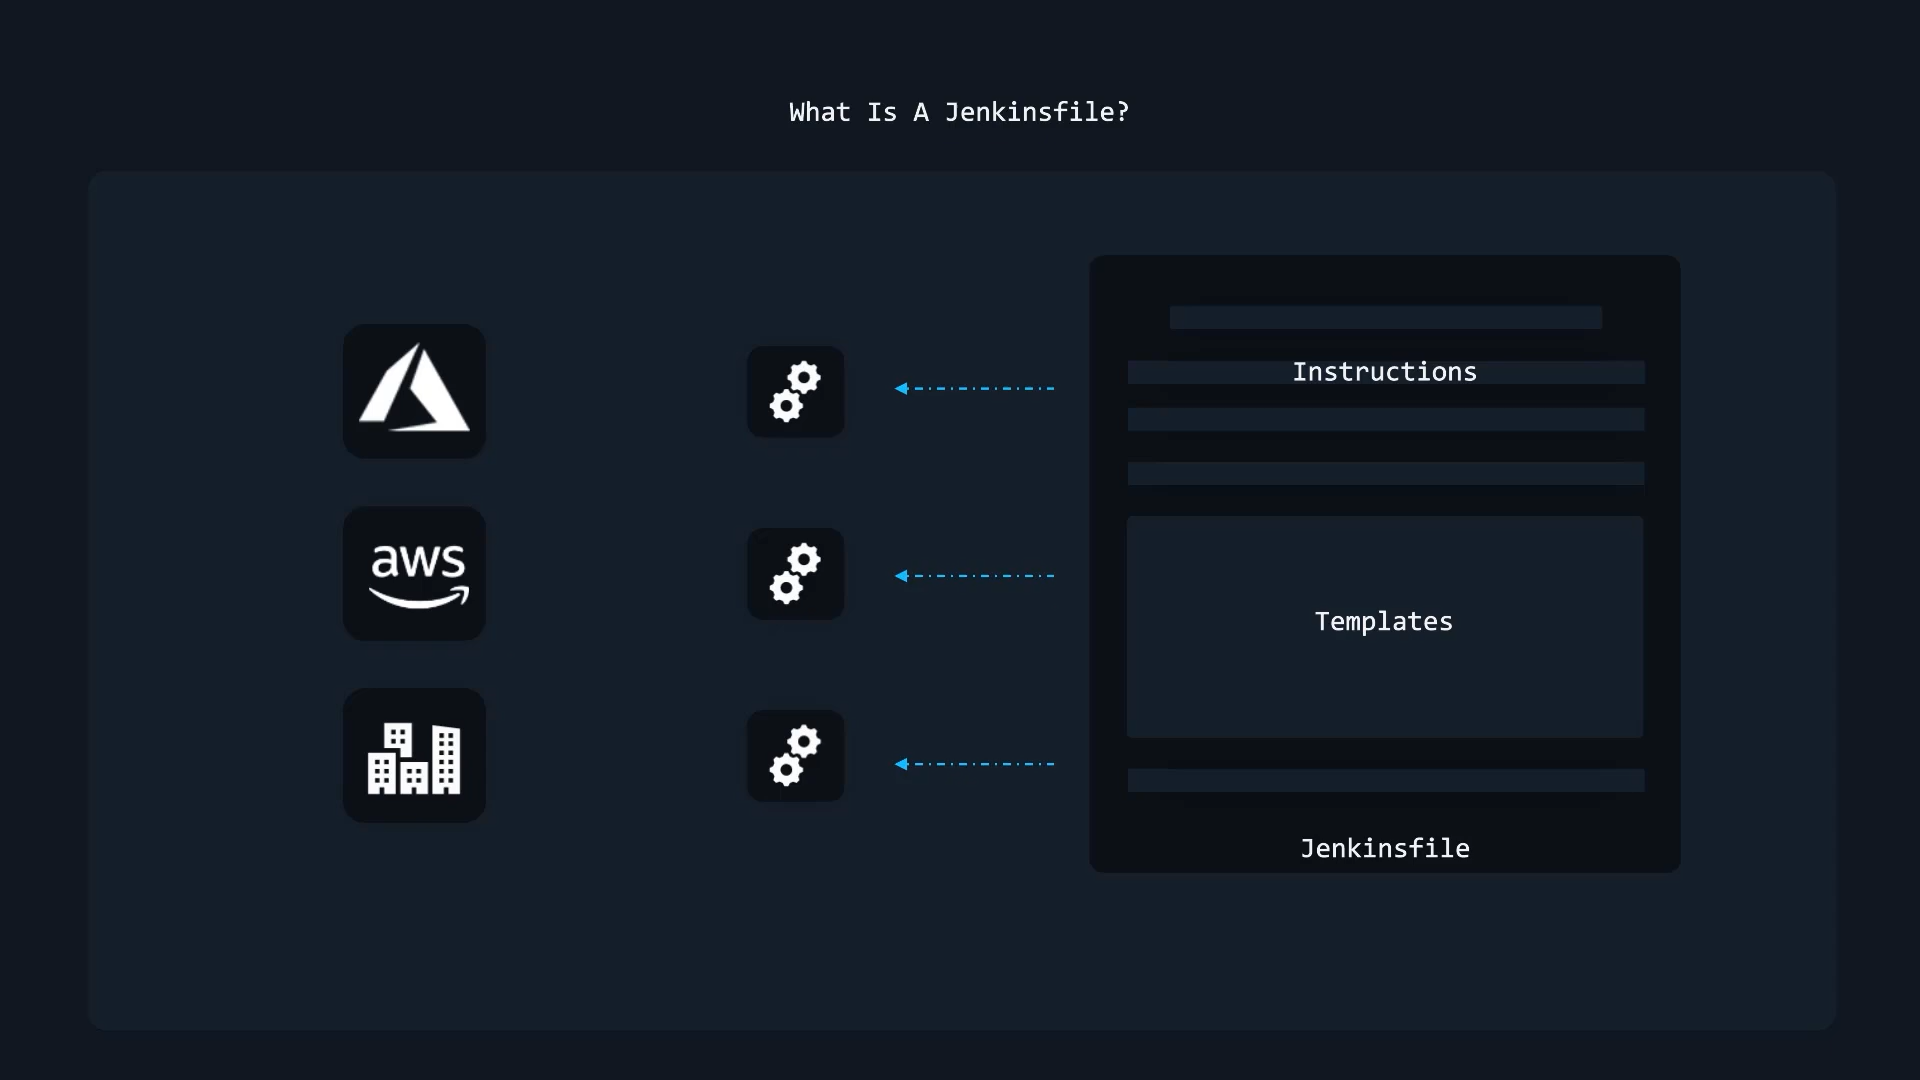 What Is A Jenkinsfile?
Instructions
aws
Templates
Jenkinsfile